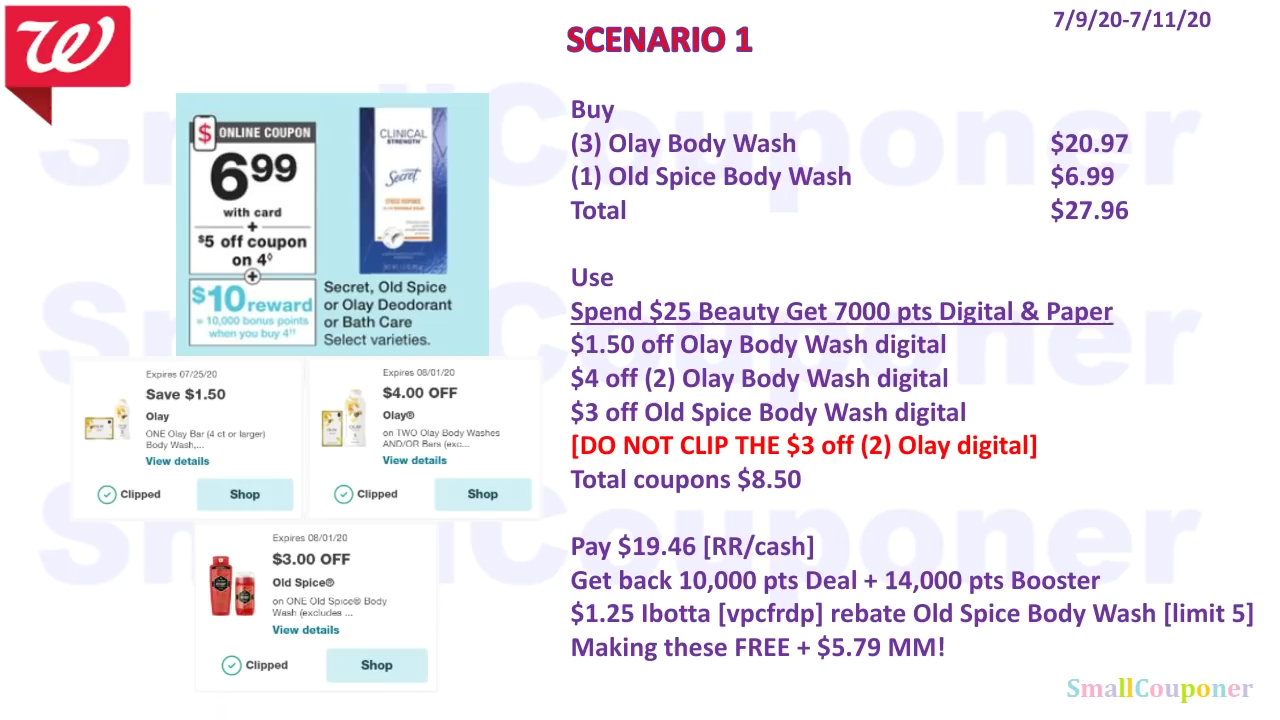 7/9/20-7/11/20
SCENARIO 1
$ ONLINE COUPON
6.99
with card
+
$5 off coupon
on 4◊
+
$10 reward
= 10,000 bonus points
when you buy 4††
CLINICAL
STRENGTH
Secret
STRESS RESPONSE
Secret, Old Spice
or Olay Deodorant
or Bath Care
Select varieties.
Expires 07/25/20
Save $1.50
Olay
ONE Olay Bar (4 ct or larger)
Body Wash,...
View details
Clipped
Shop
Expires 08/01/20
$4.00 OFF
Olay®
on TWO Olay Body Washes
AND/OR Bars (exc...
View details
Clipped
Shop
Expires 08/01/20
$3.00 OFF
Old Spice®
on ONE Old Spice® Body
Wash (excludes ...
View details
Clipped
Shop
Buy
(3) Olay Body Wash $20.97
(1) Old Spice Body Wash $6.99
Total $27.96
Use
Spend $25 Beauty Get 7000 pts Digital & Paper
$1.50 off Olay Body Wash digital
$4 off (2) Olay Body Wash digital
$3 off Old Spice Body Wash digital
[DO NOT CLIP THE $3 off (2) Olay digital]
Total coupons $8.50
Pay $19.46 [RR/cash]
Get back 10,000 pts Deal + 14,000 pts Booster
$1.25 Ibotta [vpcfrdp] rebate Old Spice Body Wash [limit 5]
Making these FREE + $5.79 MM!
SmallCouponer
SmallCouponer
SmallCouponer
SmallCouponer